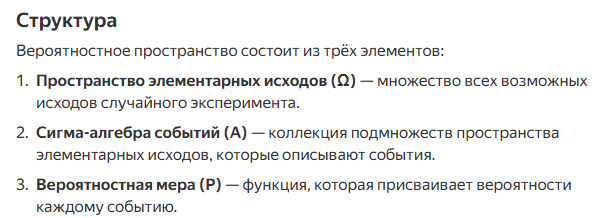 Структура
Вероятностное пространство состоит из трёх элементов:
1. Пространство элементарных исходов (Ω) — множество всех возможных
исходов случайного эксперимента.
2. Сигма-алгебра событий (A) — коллекция подмножеств пространства
элементарных исходов, которые описывают события.
3. Вероятностная мера (P) — функция, которая присваивает вероятности
каждому событию.